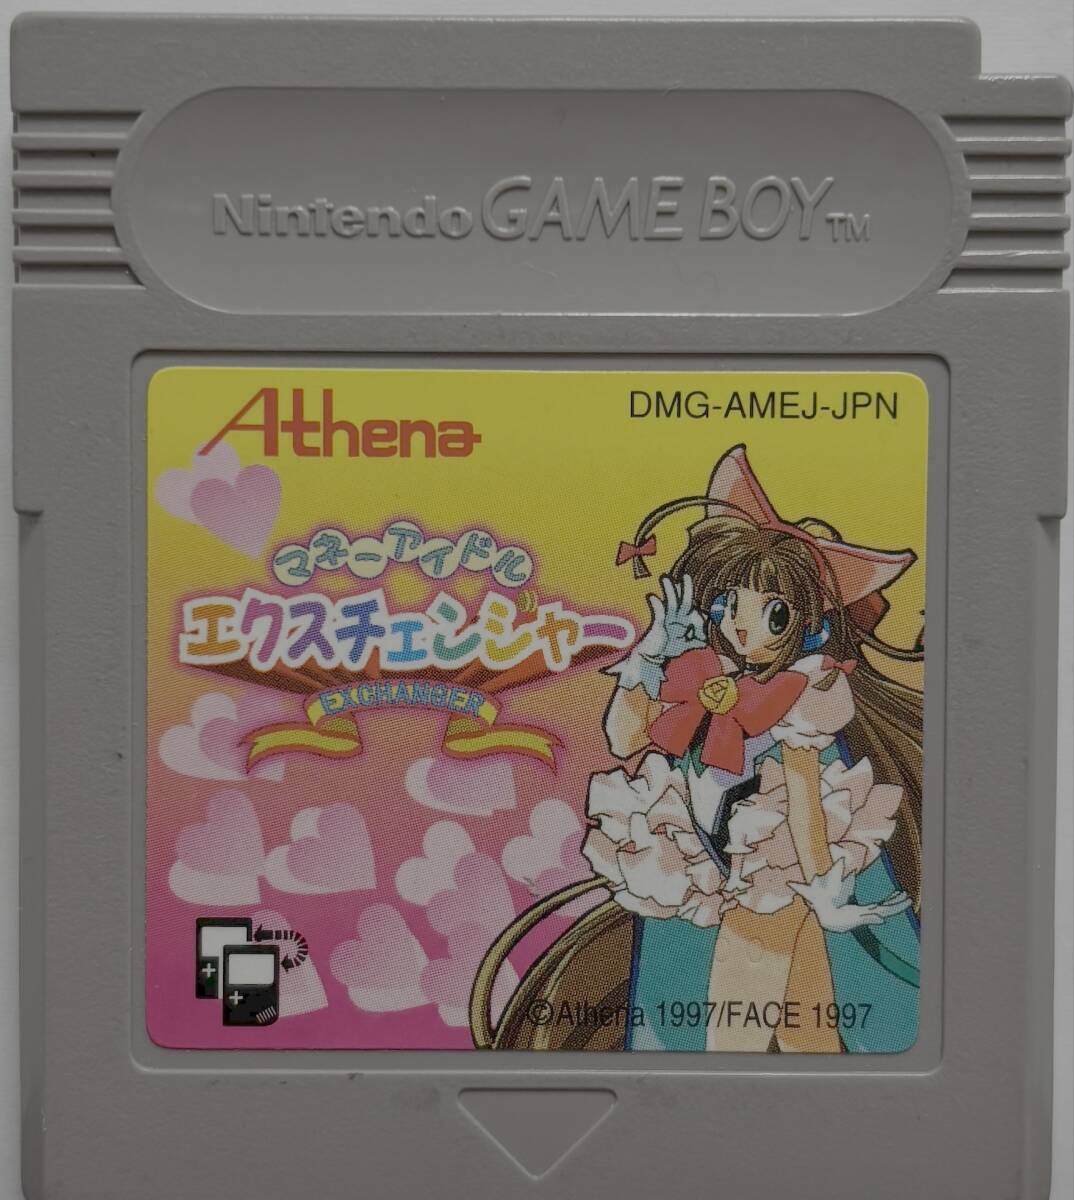 Nintendo GAME BOY TM
Athena
DMG-AMEJ-JPN
マネーアイドル
エクスチェンジャー
EXCHANGER
©Athena 1997/FACE 1997